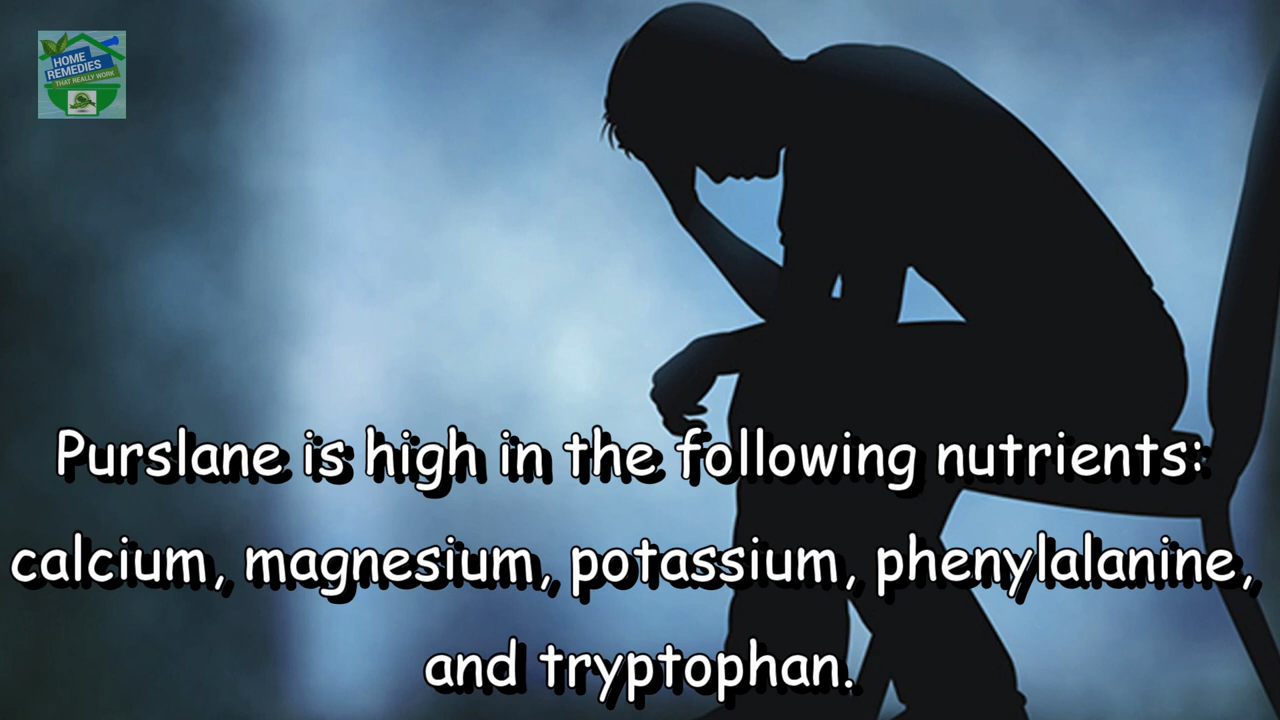 HOME
REMEDIES
THAT REALLY WORK
Purslane is high in the following nutrients:
calcium, magnesium, potassium, phenylalanine,
and tryptophan.